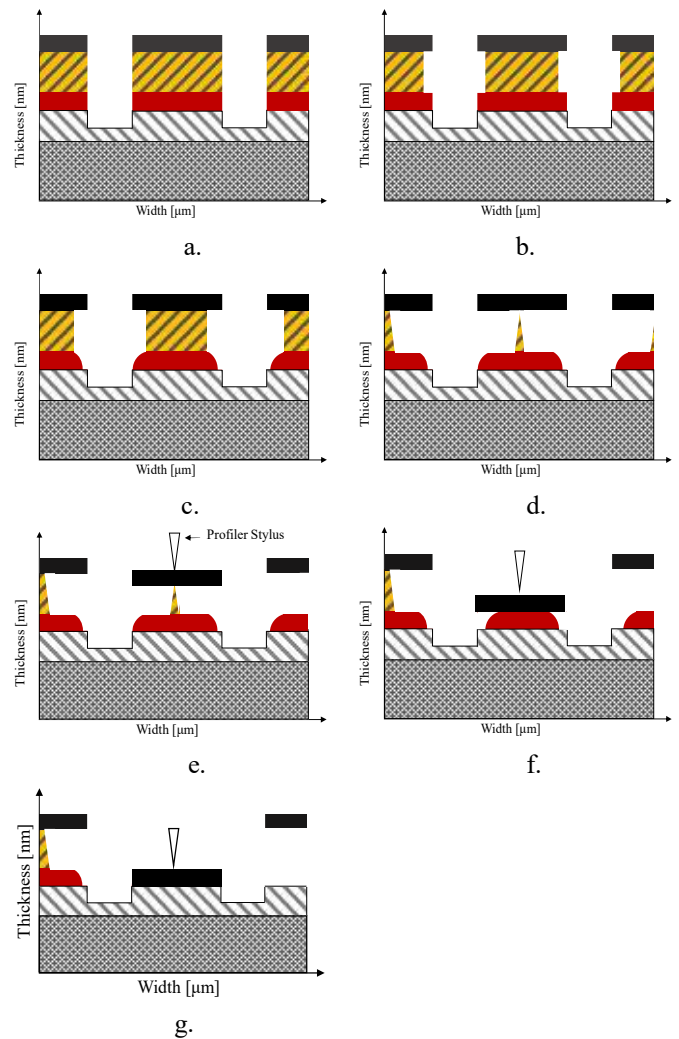 Thickness [nm]
Width [μm]
a.
Thickness [nm]
Width [μm]
b.
Thickness [nm]
Width [μm]
c.
Thickness [nm]
Width [μm]
d.
Profiler Stylus
Thickness [nm]
Width [μm]
e.
Thickness [nm]
Width [μm]
f.
Thickness [nm]
Width [μm]
g.